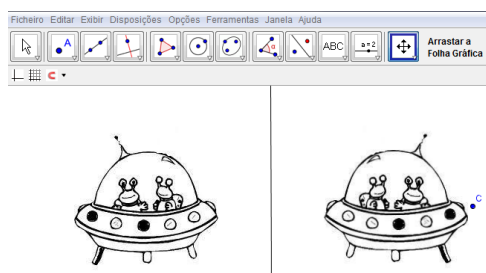 Ficheiro Editar Exibir Disposições Opções Ferramentas Janela Ajuda
A
α
ABC
a=2
Arrastar a
Folha Gráfica
C